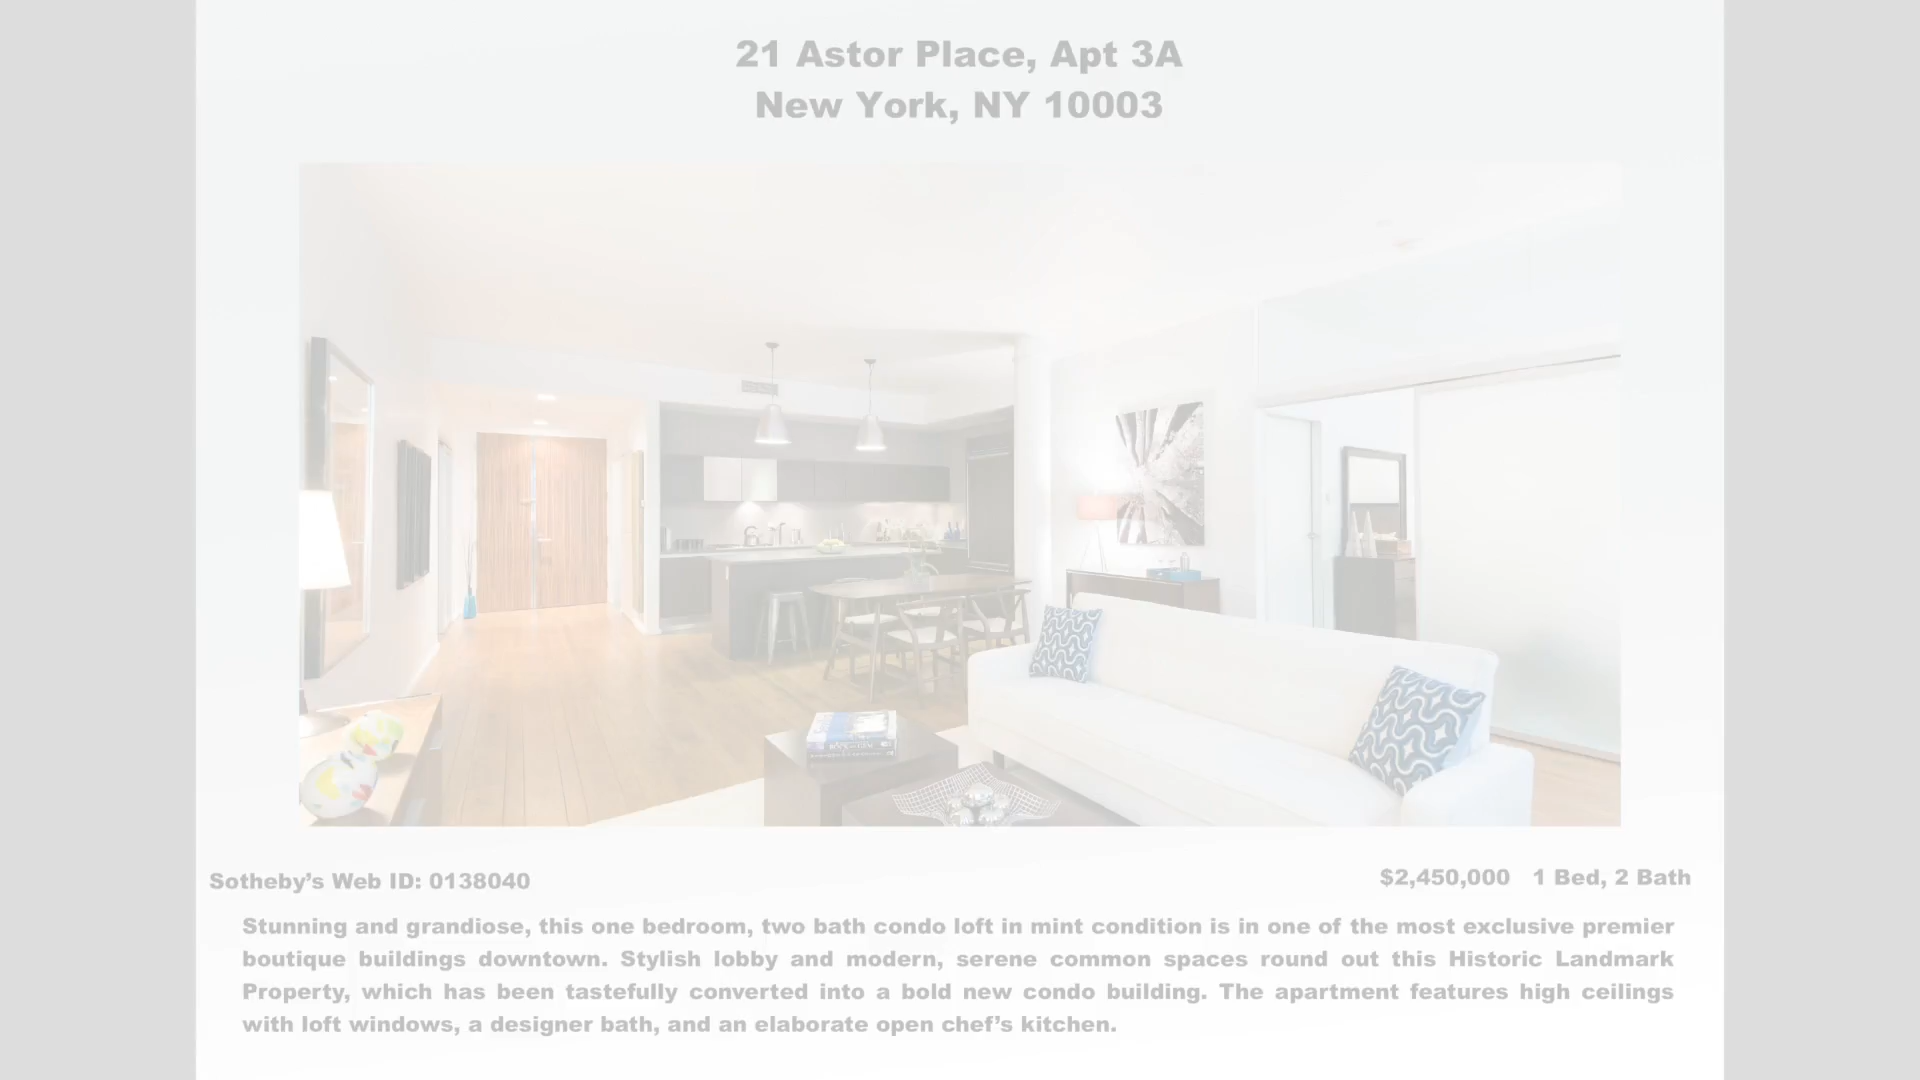 21 Astor Place, Apt 3A
New York, NY 10003
Sotheby’s Web ID: 0138040
$2,450,000 1 Bed, 2 Bath
Stunning and grandiose, this one bedroom, two bath condo loft in mint condition is in one of the most exclusive premier
boutique buildings downtown. Stylish lobby and modern, serene common spaces round out this Historic Landmark
Property, which has been tastefully converted into a bold new condo building. The apartment features high ceilings
with loft windows, a designer bath, and an elaborate open chef’s kitchen.